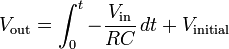 V_out = ∫_0^t − V_in/RC dt + V_initial